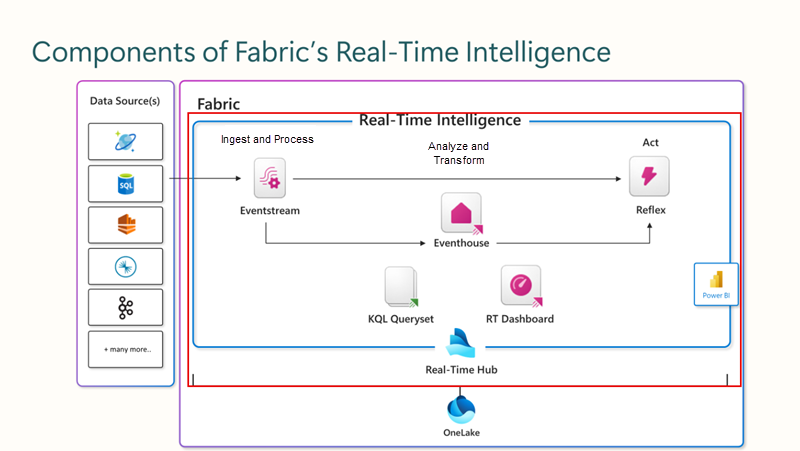 Components of Fabric's Real-Time Intelligence
Data Source(s)
SQL
+ many more..
Fabric
Real-Time Intelligence
Ingest and Process
Analyze and
Transform
Act
Eventstream
Reflex
Eventhouse
KQL Queryset
RT Dashboard
Power BI
Real-Time Hub
OneLake